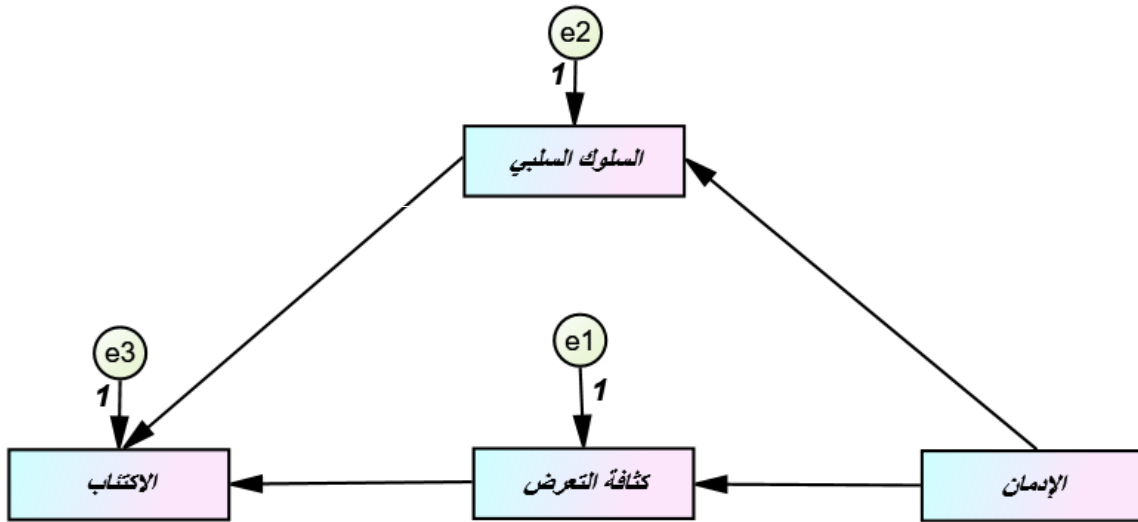 e2
1
السلوك السلبي
e3
1
e1
1
الاكتئاب
كثافة التعرض
الإدمان